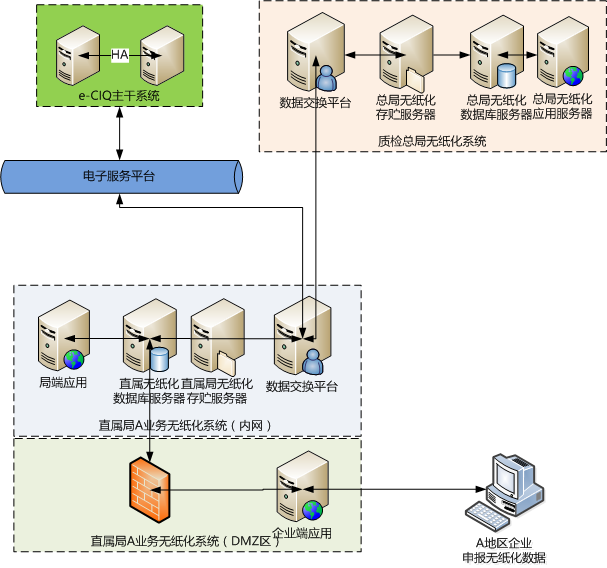 HA
e-CIQ主干系统
数据交换平台
总局无纸化
存贮服务器
总局无纸化
数据库服务器
总局无纸化
应用服务器
质检总局无纸化系统
电子服务平台
局端应用
直属无纸化
数据库服务器
直属局无纸化
存贮服务器
数据交换平台
直属局A业务无纸化系统（内网）
企业端应用
直属局A业务无纸化系统（DMZ区）
A地区企业
申报无纸化数据